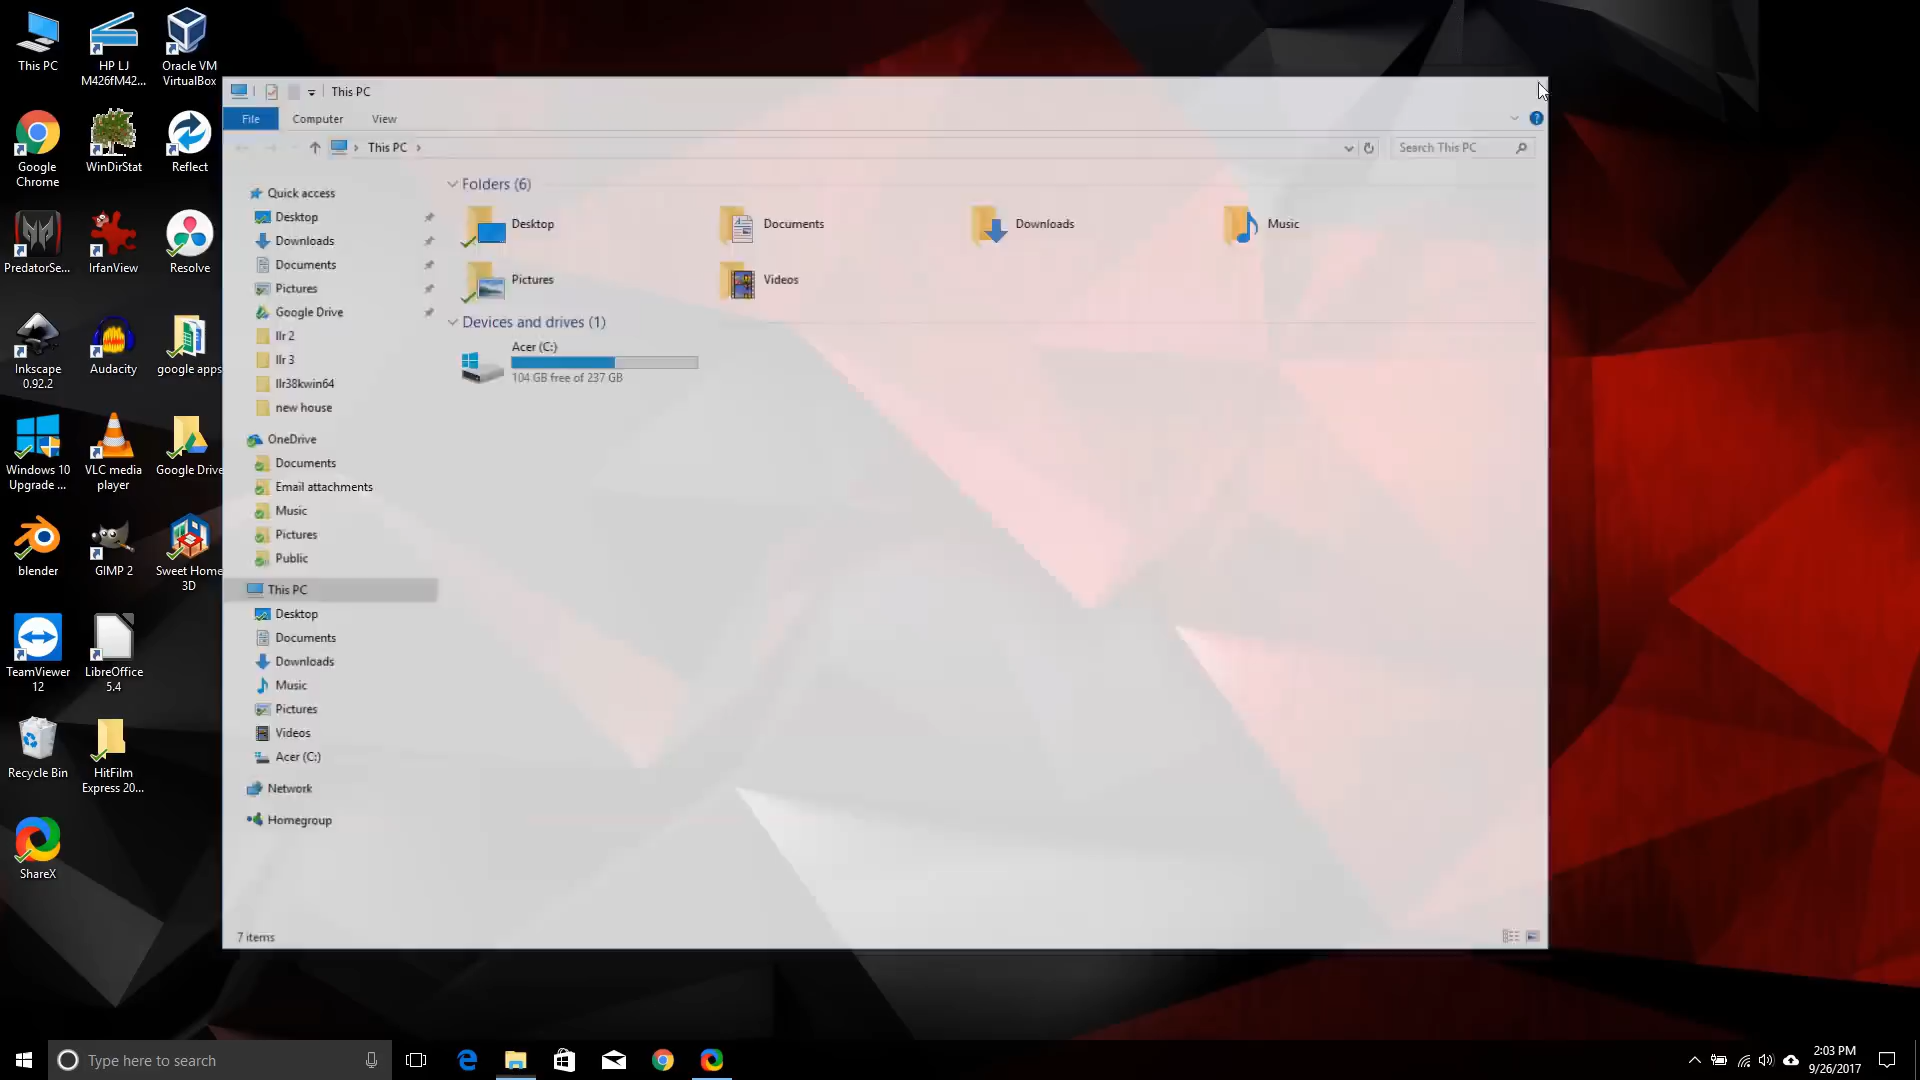 This PC
HP LJ
M426fM42...
Oracle VM
VirtualBox
Google
Chrome
WinDirStat
Reflect
PredatorSe...
IrfanView
Resolve
Inkscape
0.92.2
Audacity
google apps
Windows 10
Upgrade ...
VLC media
player
Google Drive
blender
GIMP 2
Sweet Home
3D
TeamViewer
12
LibreOffice
5.4
Recycle Bin
HitFilm
Express 20...
ShareX
This PC
File
Computer
View
This PC
Search This PC
Quick access
Desktop
Downloads
Documents
Pictures
Google Drive
llr 2
llr 3
llr38kwin64
new house
OneDrive
Documents
Email attachments
Music
Pictures
Public
This PC
Desktop
Documents
Downloads
Music
Pictures
Videos
Acer (C:)
Network
Homegroup
Folders (6)
Desktop
Documents
Downloads
Music
Pictures
Videos
Devices and drives (1)
Acer (C:)
104 GB free of 237 GB
7 items
Type here to search
2:03 PM
9/26/2017